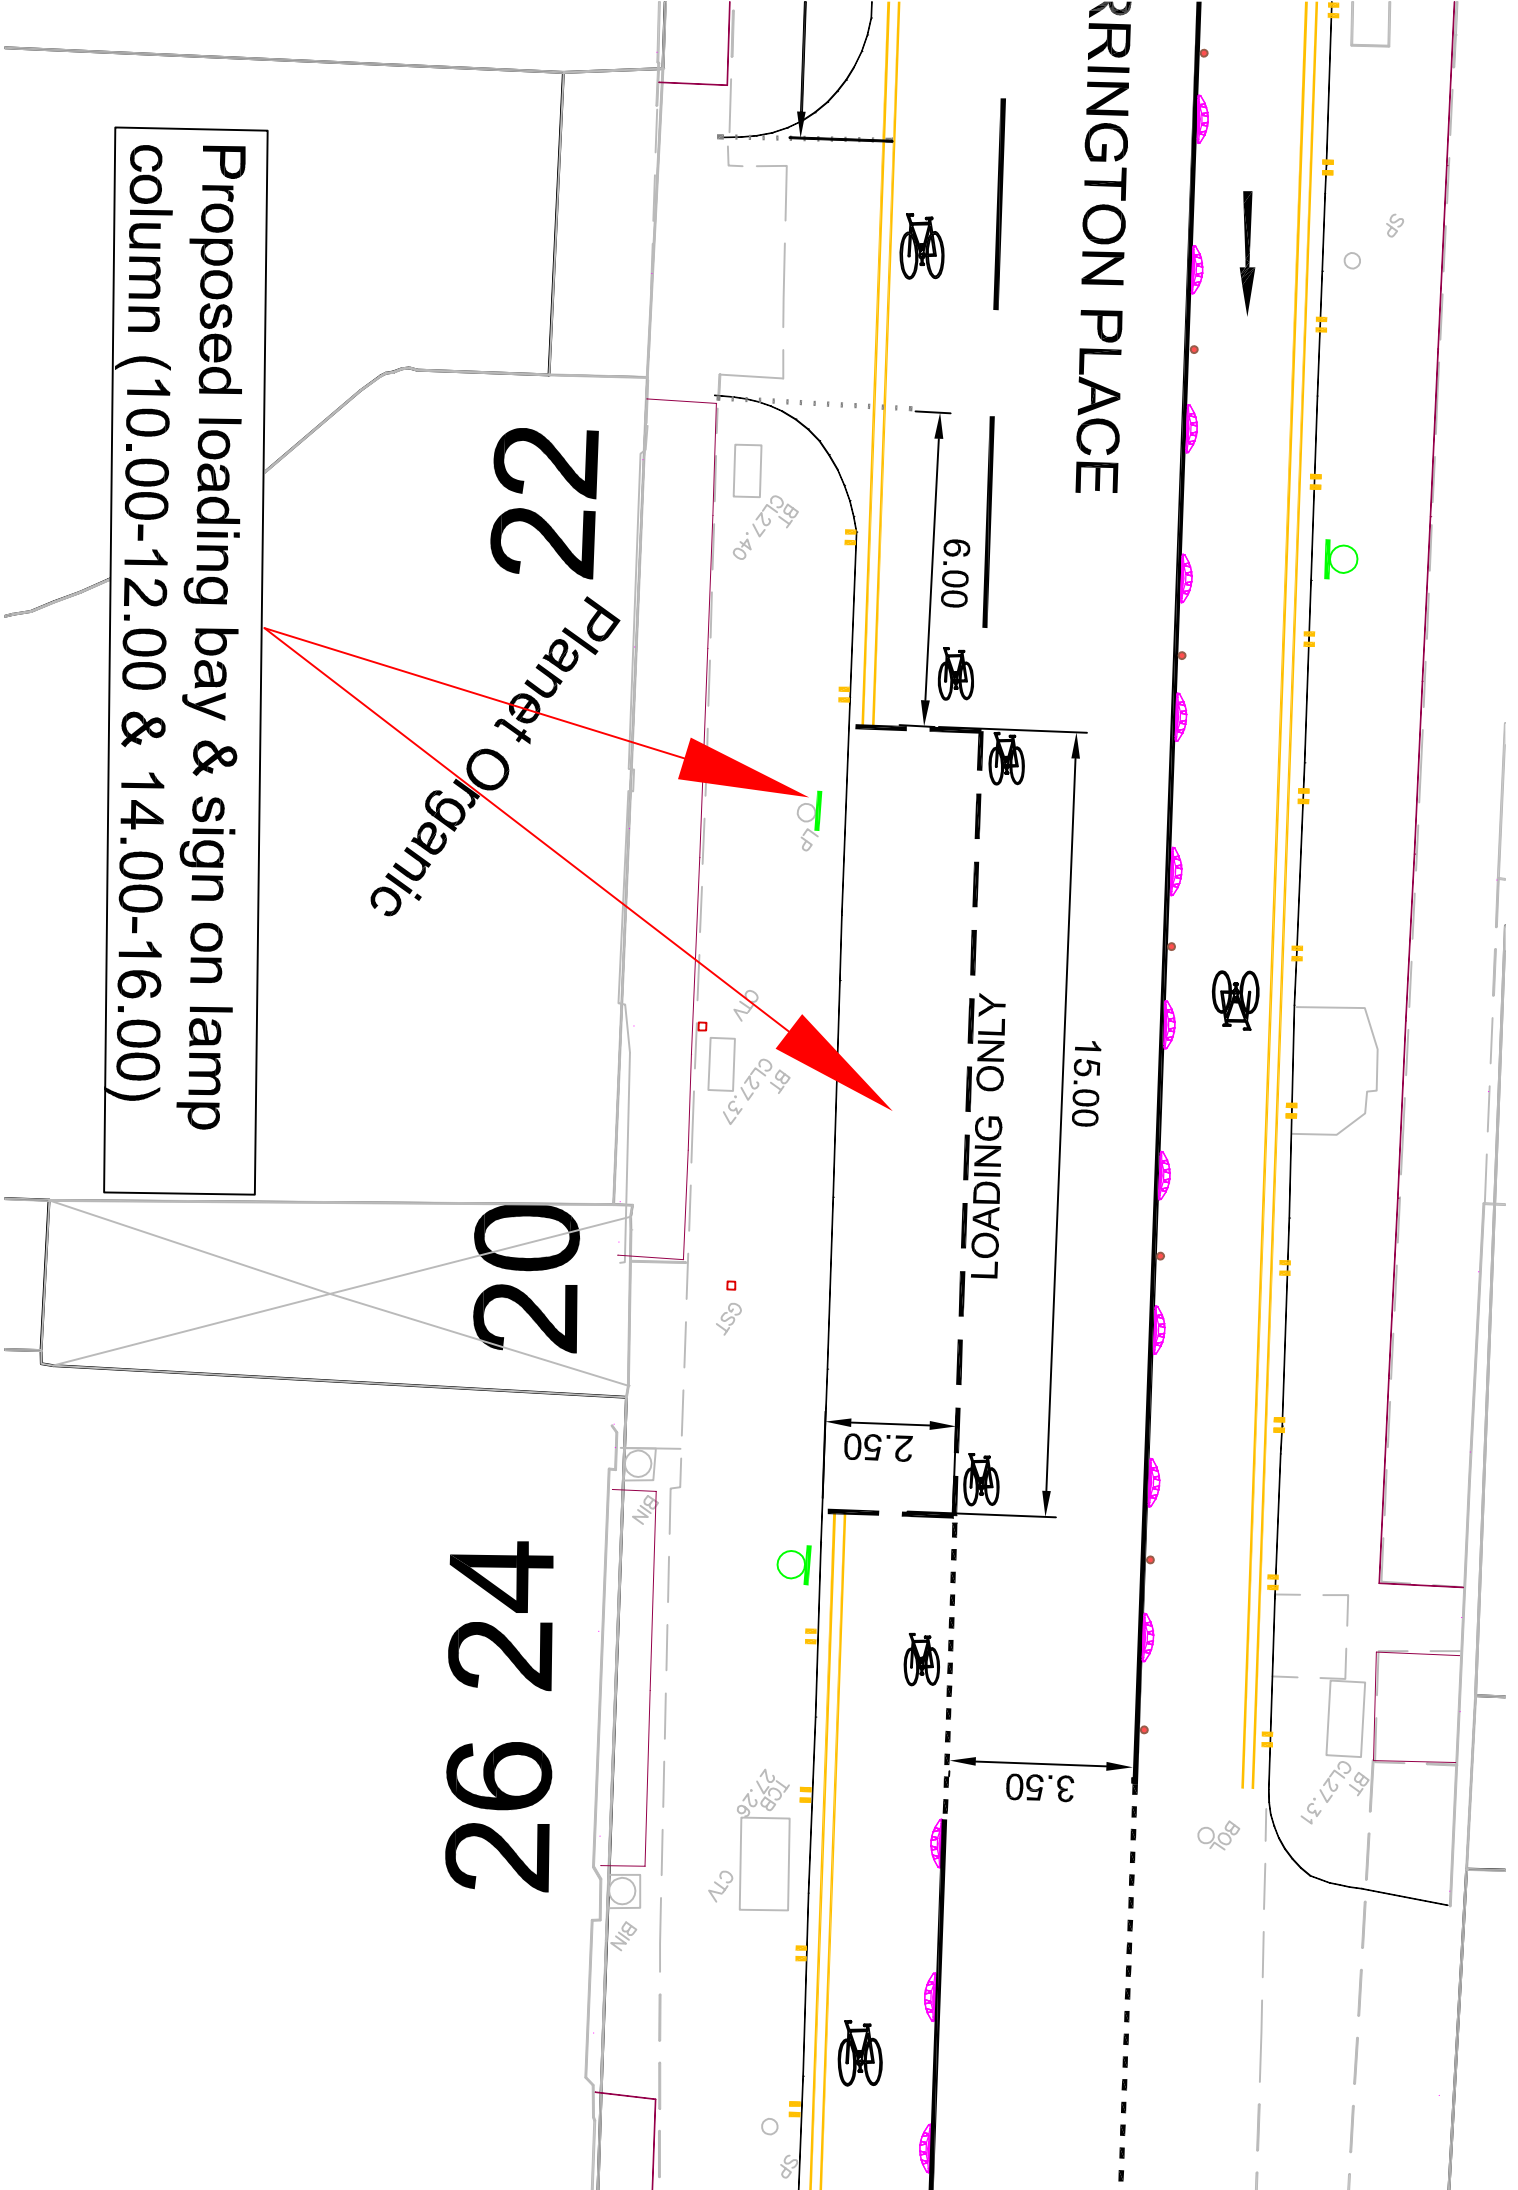 RRINGTON PLACE
SP
6.00
15.00
LOADING ONLY
2.50
3.50
BT
CL27.40
LP
CTV
BT
CL27.37
GST
BIN
TCB
27.26
CTV
BIN
SP
BT
CL27.31
BOL
22
Planet Organic
20
24
26
Proposed loading bay & sign on lamp
column (10.00-12.00 & 14.00-16.00)